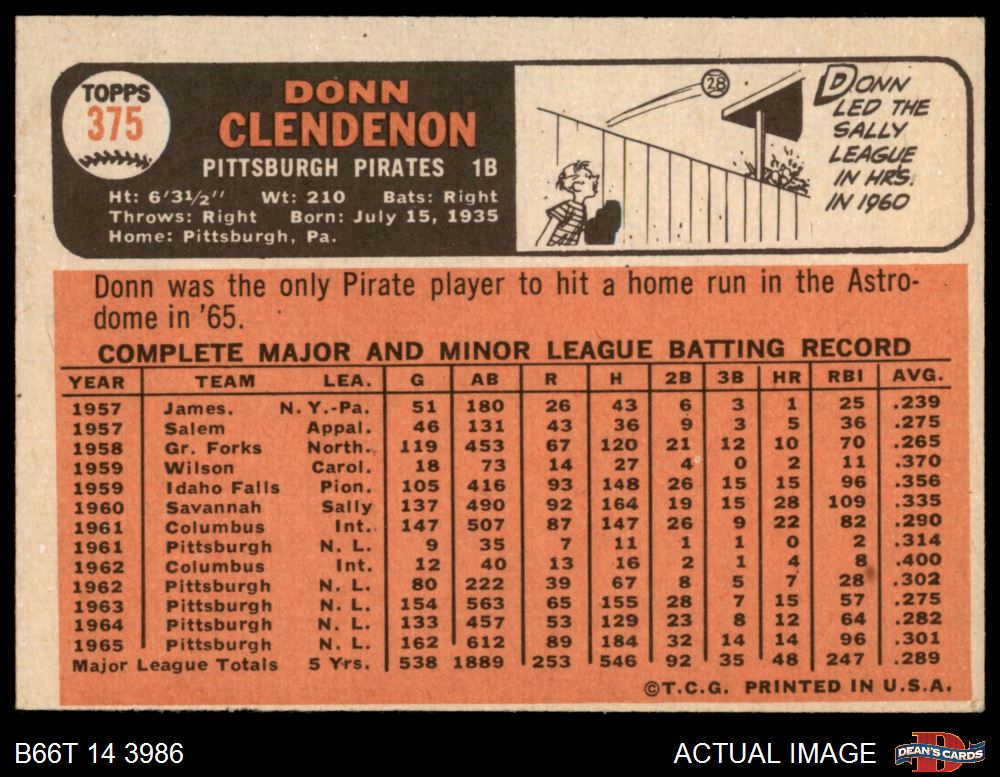 TOPPS
375
DONN
CLENDENON
PITTSBURGH PIRATES 1B
Ht: 6'3½" Wt: 210 Bats: Right
Throws: Right Born: July 15, 1935
Home: Pittsburgh, Pa.
28
DONN
LED THE
SALLY
LEAGUE
IN HRS.
IN 1960
Donn was the only Pirate player to hit a home run in the Astro-
dome in '65.
COMPLETE MAJOR AND MINOR LEAGUE BATTING RECORD
YEAR TEAM LEA. G AB R H 2B 3B HR RBI AVG.
1957 James. N. Y.-Pa. 51 180 26 43 6 3 1 25 .239
1957 Salem Appal. 46 131 43 36 9 3 5 36 .275
1958 Gr. Forks North. 119 453 67 120 21 12 10 70 .265
1959 Wilson Carol. 18 73 14 27 4 0 2 11 .370
1959 Idaho Falls Pion. 105 416 93 148 26 15 15 96 .356
1960 Savannah Sally 137 490 92 164 19 15 28 109 .335
1961 Columbus Int. 147 507 87 147 26 9 22 82 .290
1961 Pittsburgh N. L. 9 35 7 11 1 1 0 2 .314
1962 Columbus Int. 12 40 13 16 2 1 4 8 .400
1962 Pittsburgh N. L. 80 222 39 67 8 5 7 28 .302
1963 Pittsburgh N. L. 154 563 65 155 28 7 15 57 .275
1964 Pittsburgh N. L. 133 457 53 129 23 8 12 64 .282
1965 Pittsburgh N. L. 162 612 89 184 32 14 14 96 .301
Major League Totals 5 Yrs. 538 1889 253 546 92 35 48 247 .289
©T.C.G. PRINTED IN U.S.A.
B66T 14 3986
ACTUAL IMAGE
D
DEAN'S CARDS